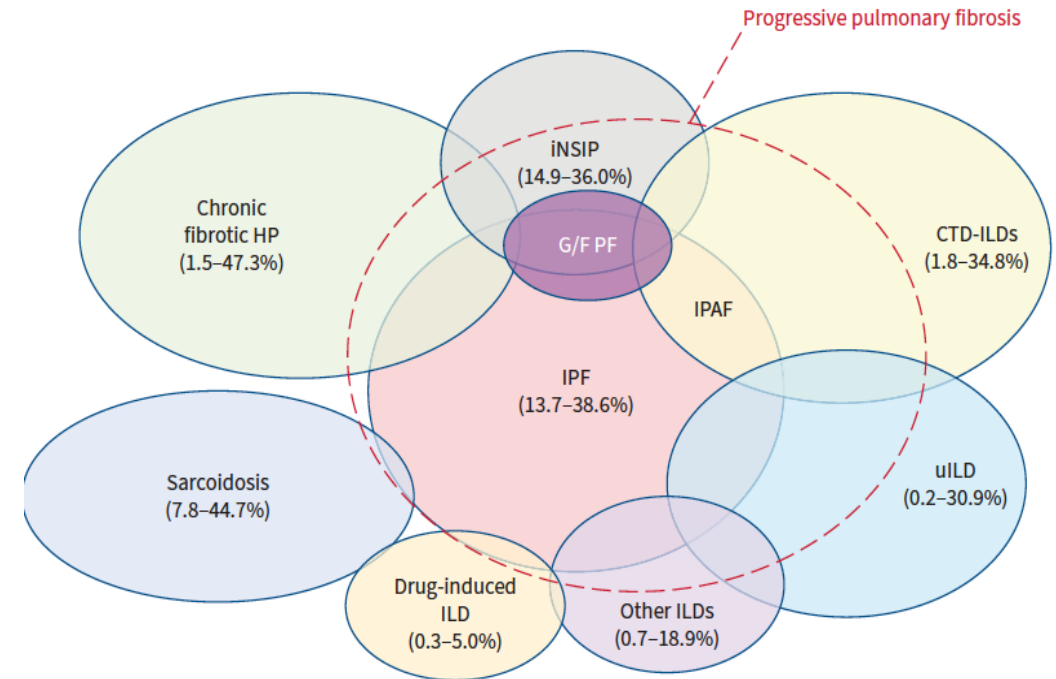 Progressive pulmonary fibrosis
iNSIP
(14.9–36.0%)
Chronic
fibrotic HP
(1.5–47.3%)
G/F PF
CTD-ILDs
(1.8–34.8%)
IPAF
IPF
(13.7–38.6%)
Sarcoidosis
(7.8–44.7%)
uILD
(0.2–30.9%)
Drug-induced
ILD
(0.3–5.0%)
Other ILDs
(0.7–18.9%)